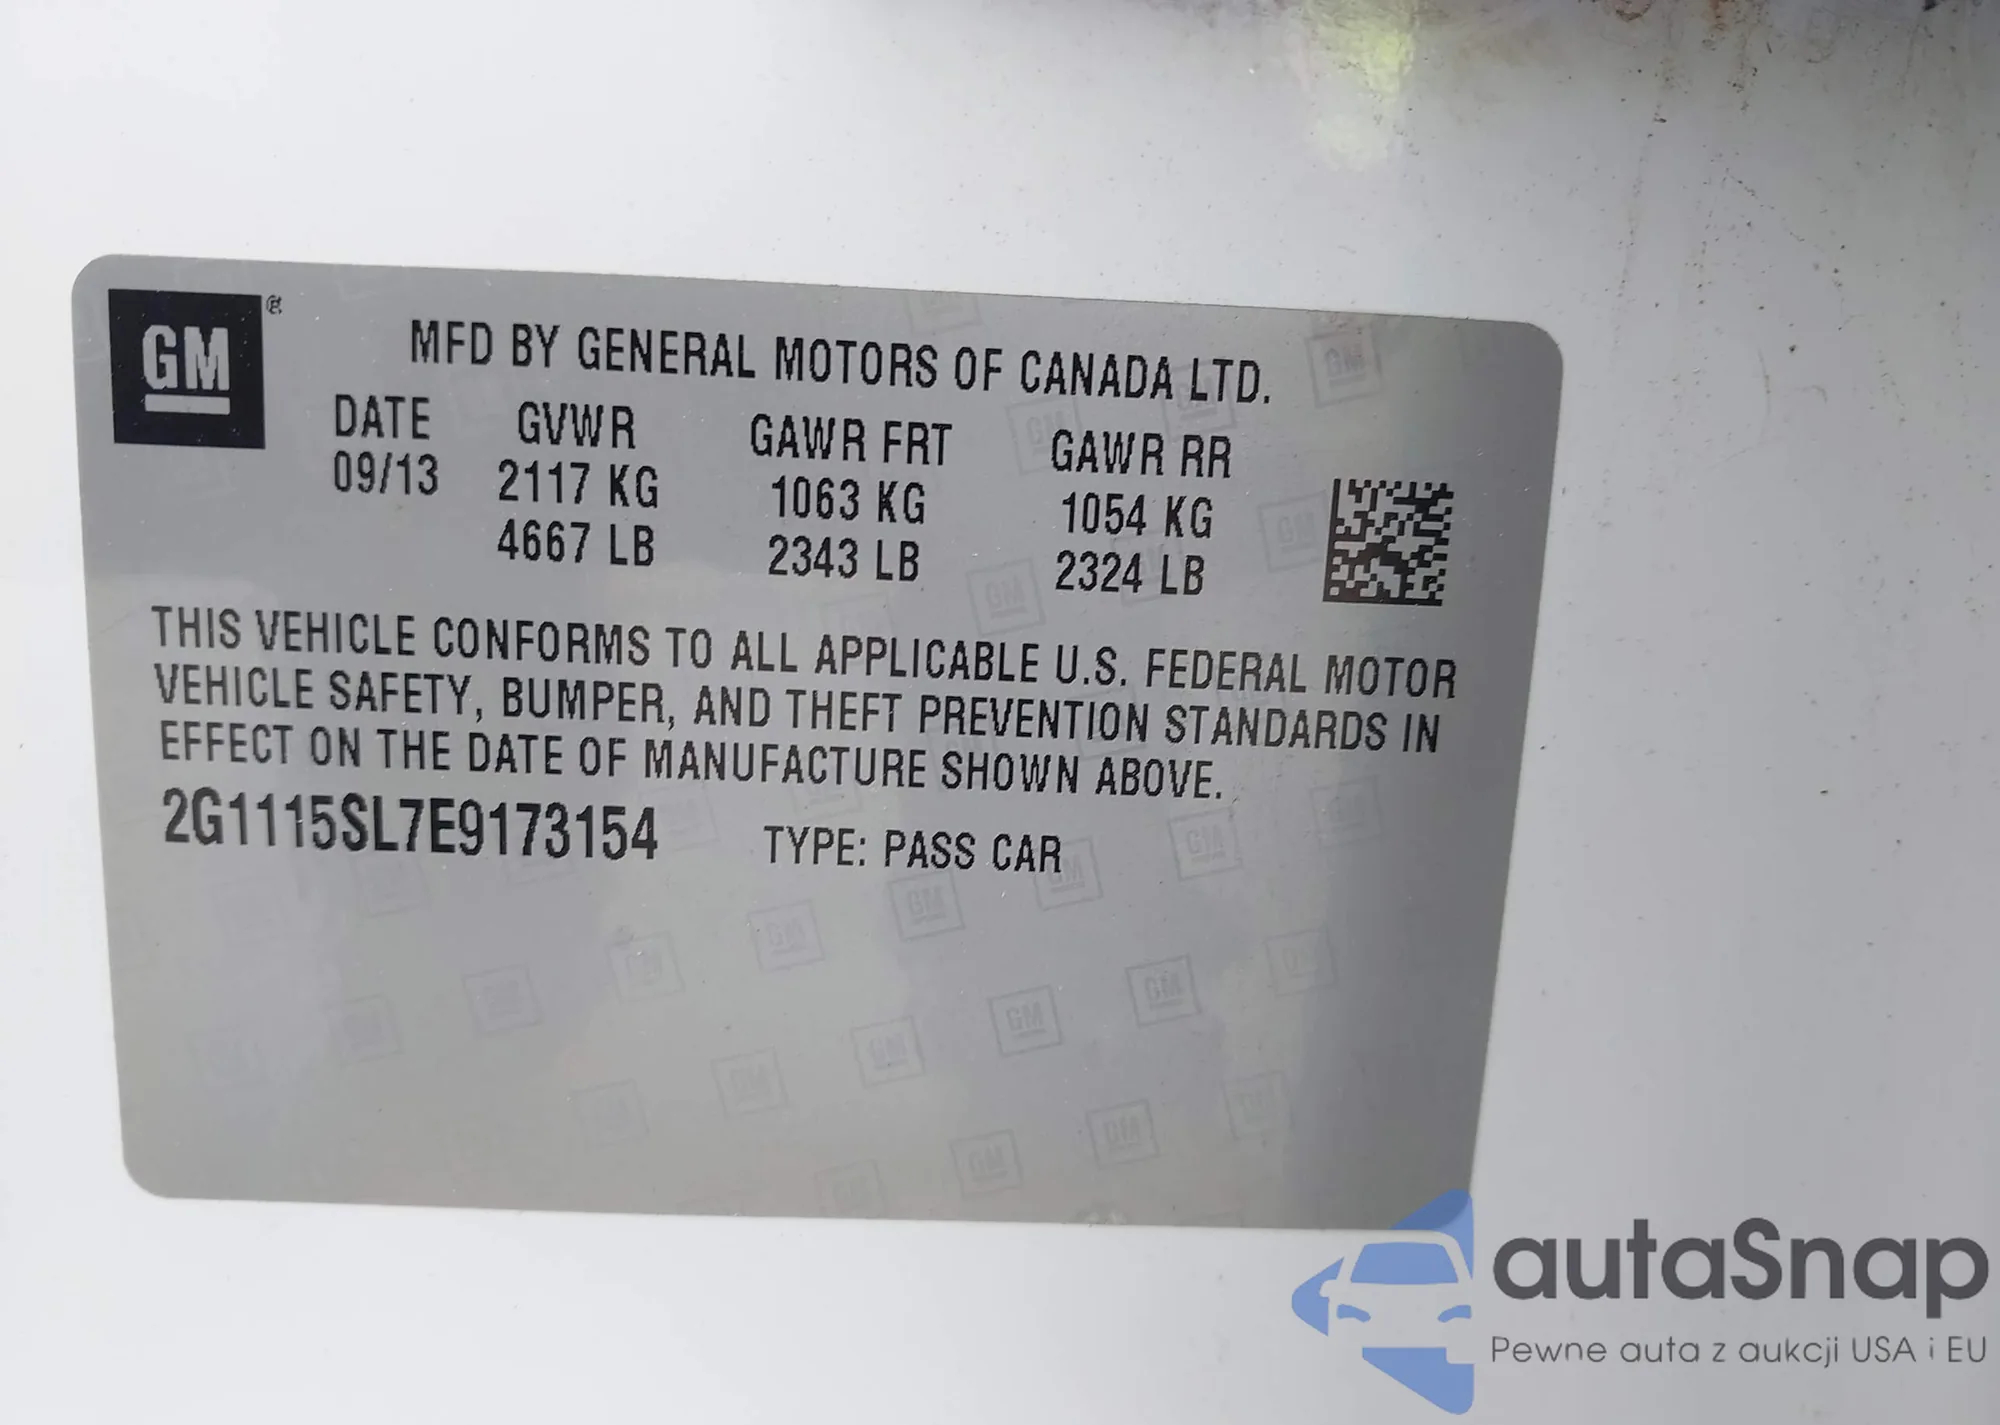 GM
MFD BY GENERAL MOTORS OF CANADA LTD.
DATE GVWR GAWR FRT GAWR RR
09/13 2117 KG 1063 KG 1054 KG
4667 LB 2343 LB 2324 LB
THIS VEHICLE CONFORMS TO ALL APPLICABLE U.S. FEDERAL MOTOR
VEHICLE SAFETY, BUMPER, AND THEFT PREVENTION STANDARDS IN
EFFECT ON THE DATE OF MANUFACTURE SHOWN ABOVE.
2G1115SL7E9173154 TYPE: PASS CAR
autaSnap
Pewne auta z aukcji USA i EU